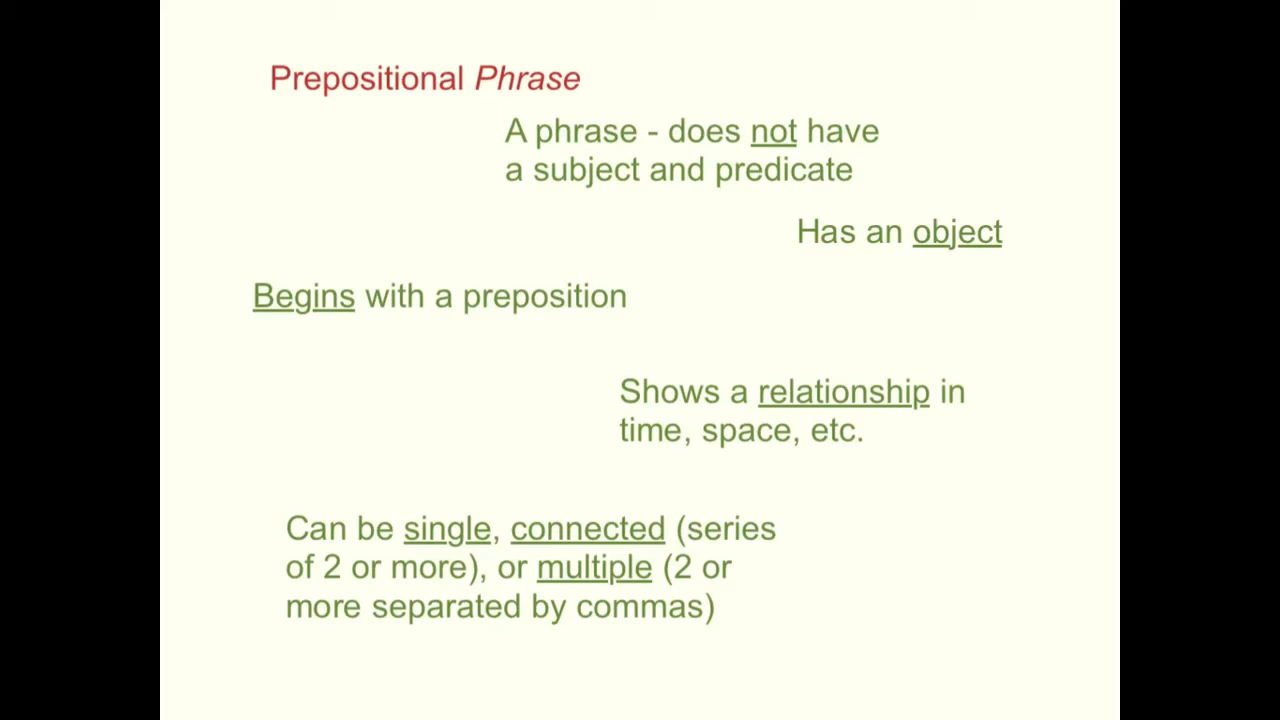 Prepositional Phrase
A phrase - does not have
a subject and predicate
Has an object
Begins with a preposition
Shows a relationship in
time, space, etc.
Can be single, connected (series
of 2 or more), or multiple (2 or
more separated by commas)